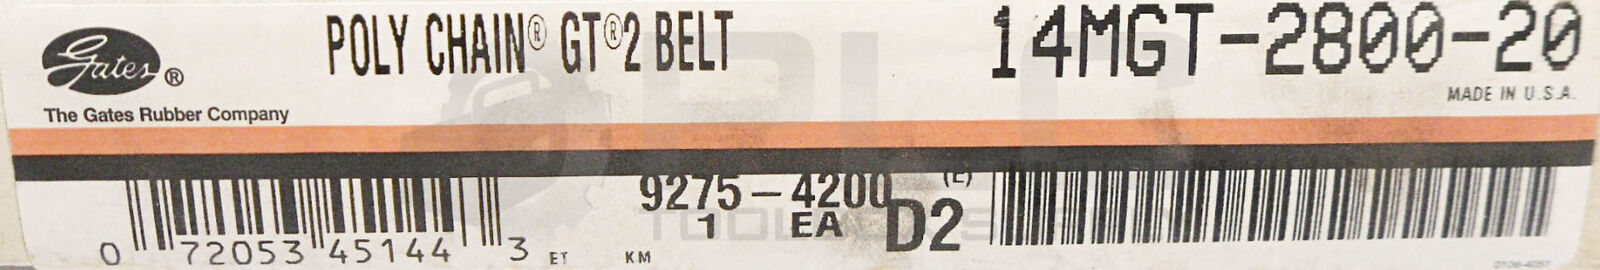 Gates®
The Gates Rubber Company
POLY CHAIN® GT®2 BELT
14MGT-2800-20
MADE IN U.S.A.
9275-4200 (E)
1 EA D2
0 72053 45144 3 ET KM